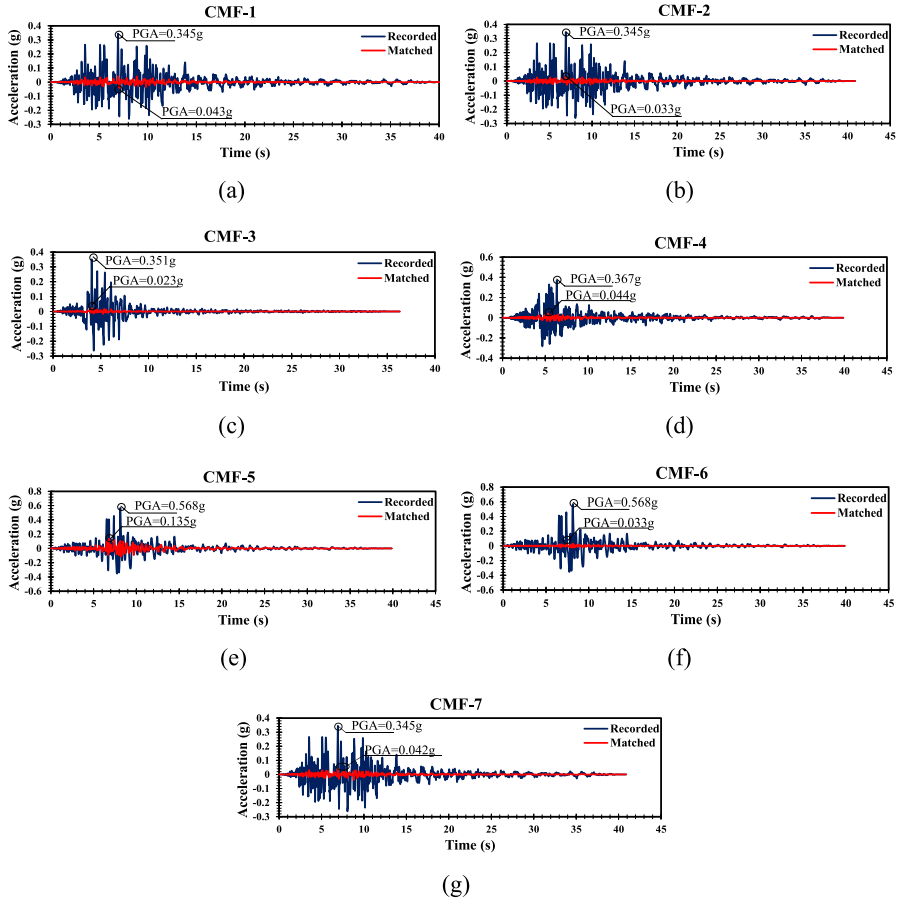 CMF-1
Acceleration (g)
0.4
0.3
0.2
0.1
0
-0.1
-0.2
-0.3
PGA=0.345g
PGA=0.043g
Recorded
Matched
0 5 10 15 20 25 30 35 40
Time (s)
(a)
CMF-2
Acceleration (g)
0.4
0.3
0.2
0.1
0
-0.1
-0.2
-0.3
PGA=0.345g
PGA=0.033g
Recorded
Matched
0 5 10 15 20 25 30 35 40 45
Time (s)
(b)
CMF-3
Acceleration (g)
0.4
0.3
0.2
0.1
0
-0.1
-0.2
-0.3
PGA=0.351g
PGA=0.023g
Recorded
Matched
0 5 10 15 20 25 30 35 40
Time (s)
(c)
CMF-4
Acceleration (g)
0.6
0.4
0.2
0
-0.2
-0.4
PGA=0.367g
PGA=0.044g
Recorded
Matched
0 5 10 15 20 25 30 35 40 45
Time (s)
(d)
CMF-5
Acceleration (g)
0.8
0.6
0.4
0.2
0
-0.2
-0.4
-0.6
PGA=0.568g
PGA=0.135g
Recorded
Matched
0 5 10 15 20 25 30 35 40 45
Time (s)
(e)
CMF-6
Acceleration (g)
0.8
0.6
0.4
0.2
0
-0.2
-0.4
-0.6
PGA=0.568g
PGA=0.033g
Recorded
Matched
0 5 10 15 20 25 30 35 40 45
Time (s)
(f)
CMF-7
Acceleration (g)
0.4
0.3
0.2
0.1
0
-0.1
-0.2
-0.3
PGA=0.345g
PGA=0.042g
Recorded
Matched
0 5 10 15 20 25 30 35 40 45
Time (s)
(g)